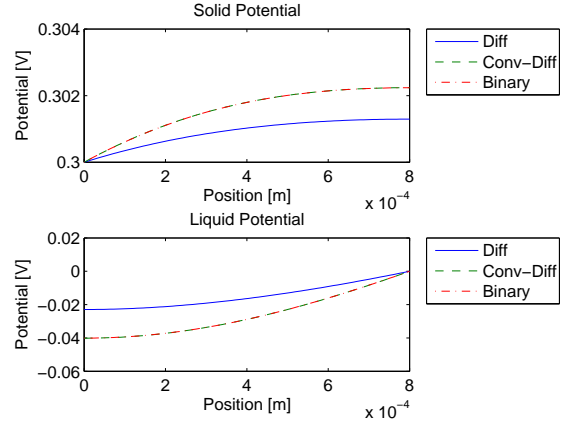 Solid Potential
0.304
0.302
0.3
Potential [V]
0 2 4 6 8
x 10⁻⁴
Position [m]
Diff
Conv-Diff
Binary
Liquid Potential
0.02
0
−0.02
−0.04
−0.06
Potential [V]
0 2 4 6 8
x 10⁻⁴
Position [m]
Diff
Conv-Diff
Binary